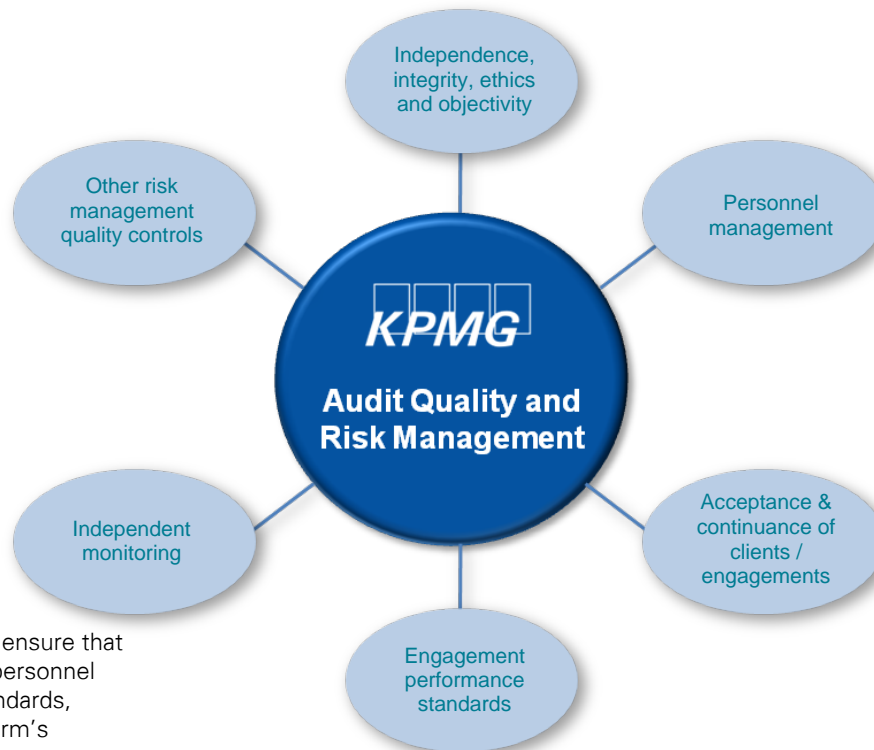 Independence,
integrity, ethics
and objectivity
Other risk
management
quality controls
Personnel
management
KPMG
Audit Quality and
Risk Management
Independent
monitoring
Acceptance &
continuance of
clients /
engagements
Engagement
performance
standards
ensure that
personnel
ndards,
rm's